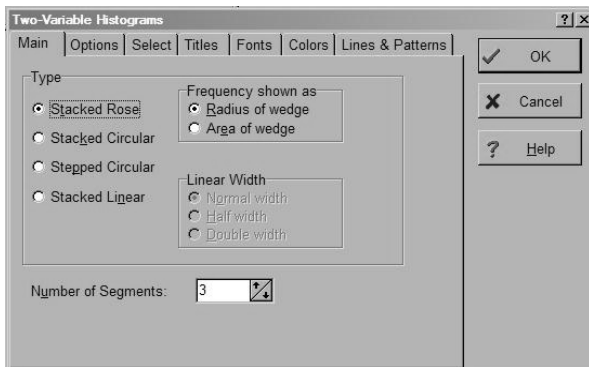 Two-Variable Histograms
Main Options Select Titles Fonts Colors Lines & Patterns
Type
Stacked Rose
Stacked Circular
Stepped Circular
Stacked Linear
Frequency shown as
Radius of wedge
Area of wedge
Linear Width
Normal width
Half width
Double width
Number of Segments: 3
OK
Cancel
? Help